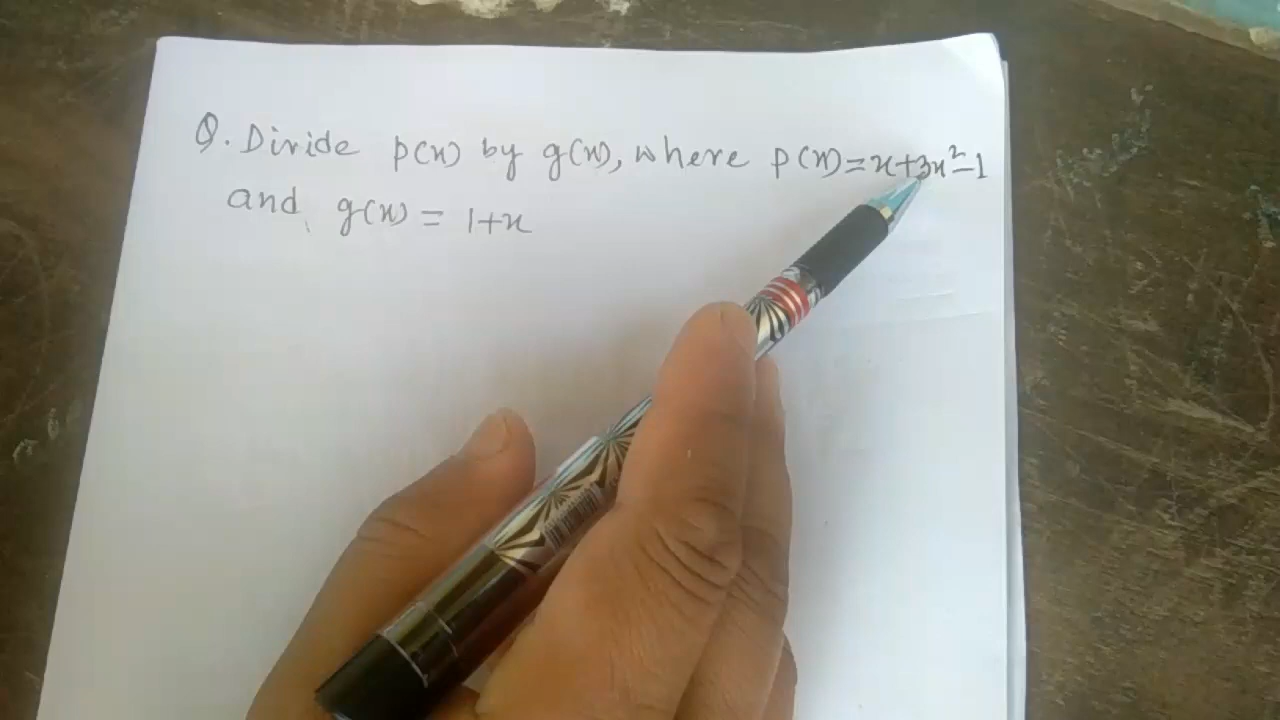 Q. Divide p(x) by g(x), where p(x)=x+3x²-1
and g(x) = 1+x